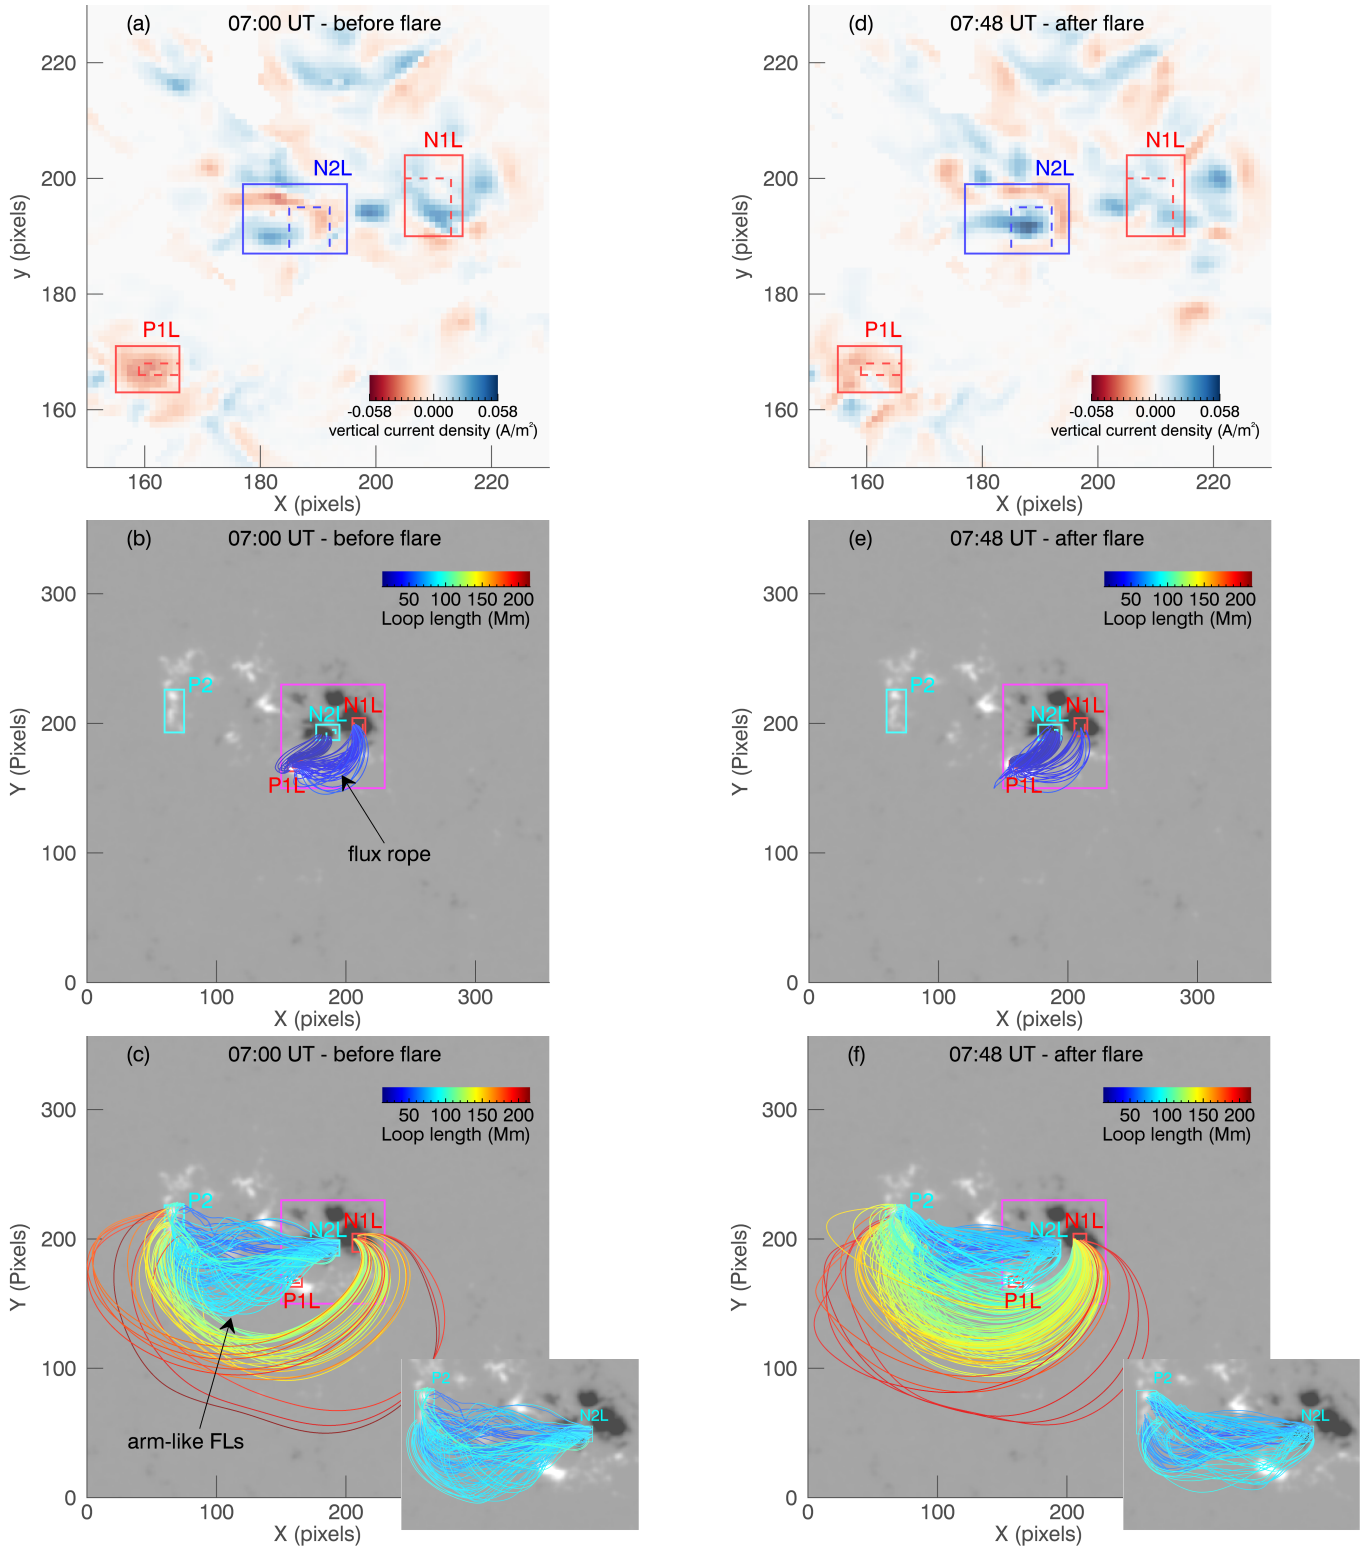 (a) 07:00 UT - before flare
220
200
180
160
y (pixels)
N1L
N2L
P1L
-0.058 0.000 0.058
vertical current density (A/m²)
160 180 200 220
X (pixels)
(d) 07:48 UT - after flare
220
200
180
160
y (pixels)
N1L
N2L
P1L
-0.058 0.000 0.058
vertical current density (A/m²)
160 180 200 220
X (pixels)
(b) 07:00 UT - before flare
50 100 150 200
Loop length (Mm)
300
200
100
0
Y (Pixels)
P2
N1L
N2L
P1L
flux rope
0 100 200 300
X (pixels)
(e) 07:48 UT - after flare
50 100 150 200
Loop length (Mm)
300
200
100
0
Y (Pixels)
P2
N1L
N2L
P1L
0 100 200 300
X (pixels)
(c) 07:00 UT - before flare
50 100 150 200
Loop length (Mm)
300
200
100
0
Y (Pixels)
P2
N1L
N2L
P1L
arm-like FLs
P2
N2L
0 100 200
X (pixels)
(f) 07:48 UT - after flare
50 100 150 200
Loop length (Mm)
300
200
100
0
Y (Pixels)
P2
N1L
N2L
P1L
P2
N2L
0 100 200
X (pixels)